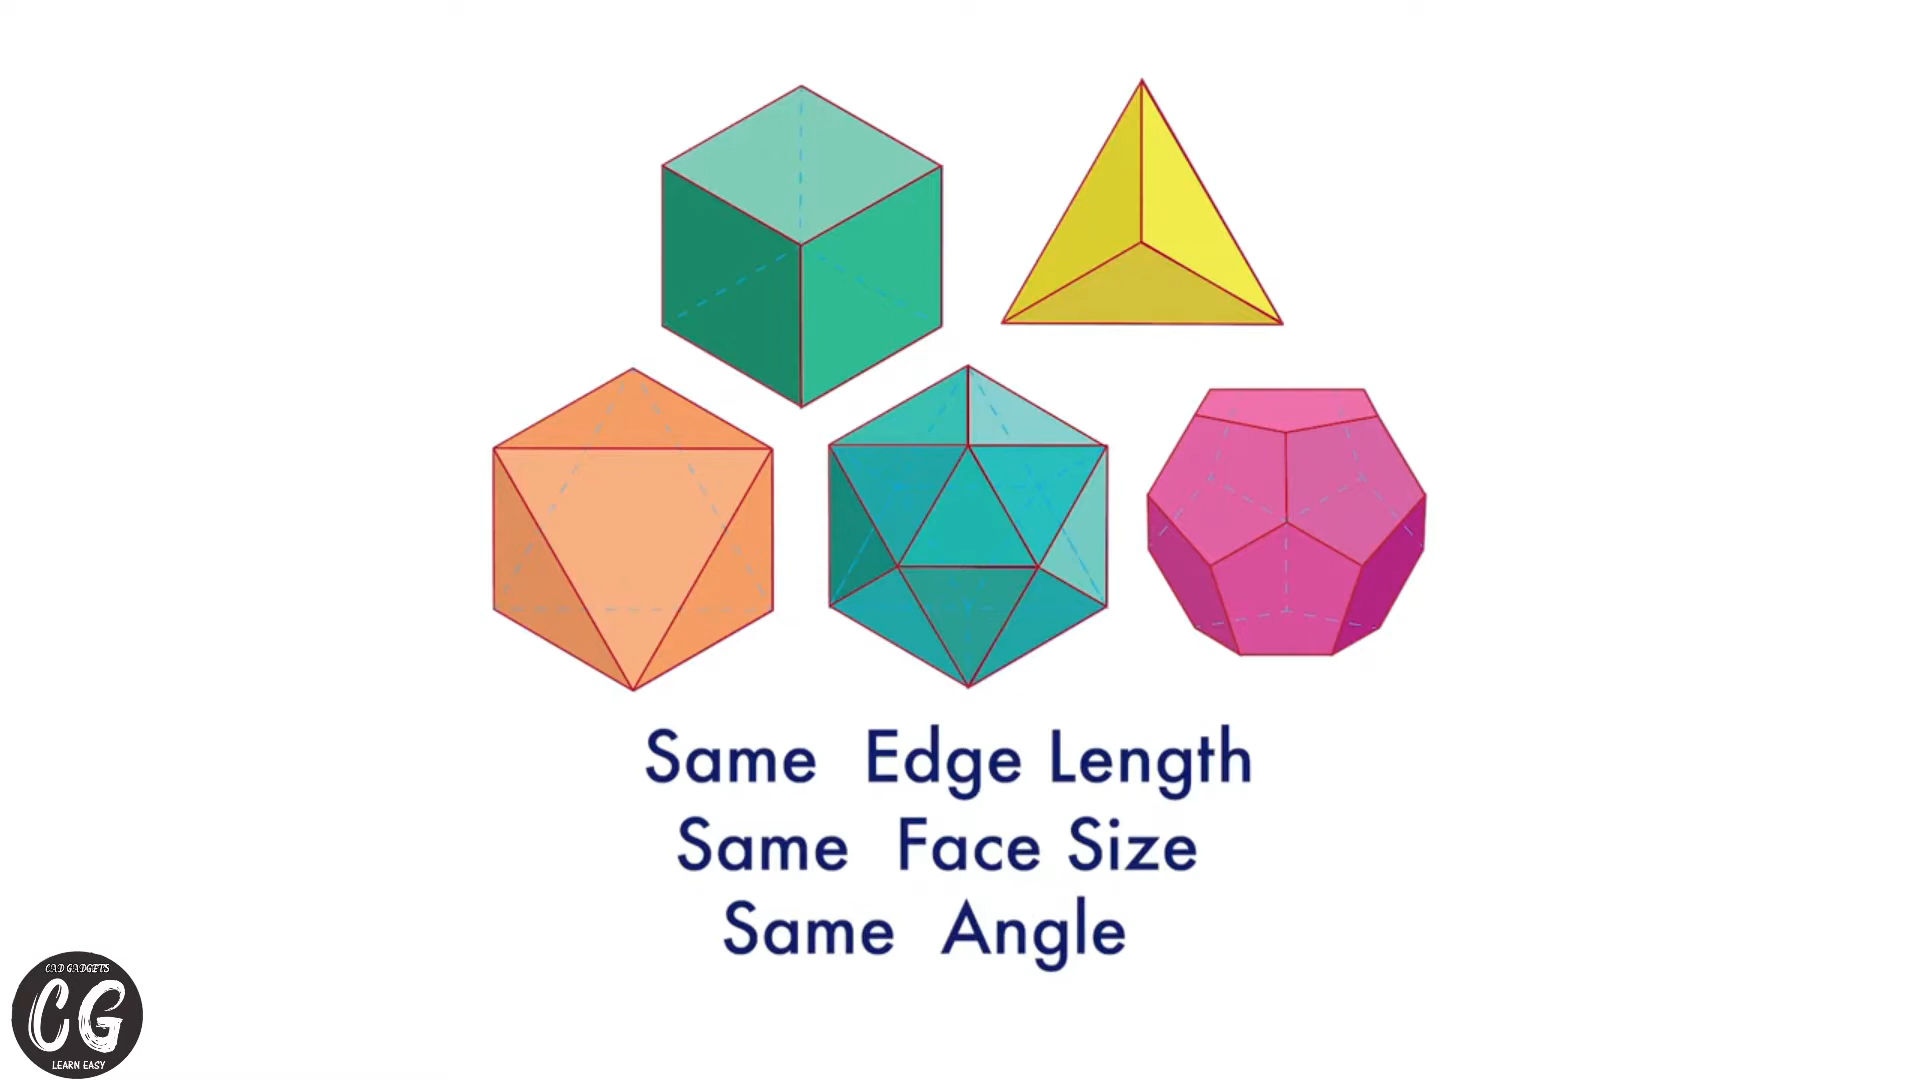 Same Edge Length
Same Face Size
Same Angle
CAD GADGETS
CG
LEARN EASY